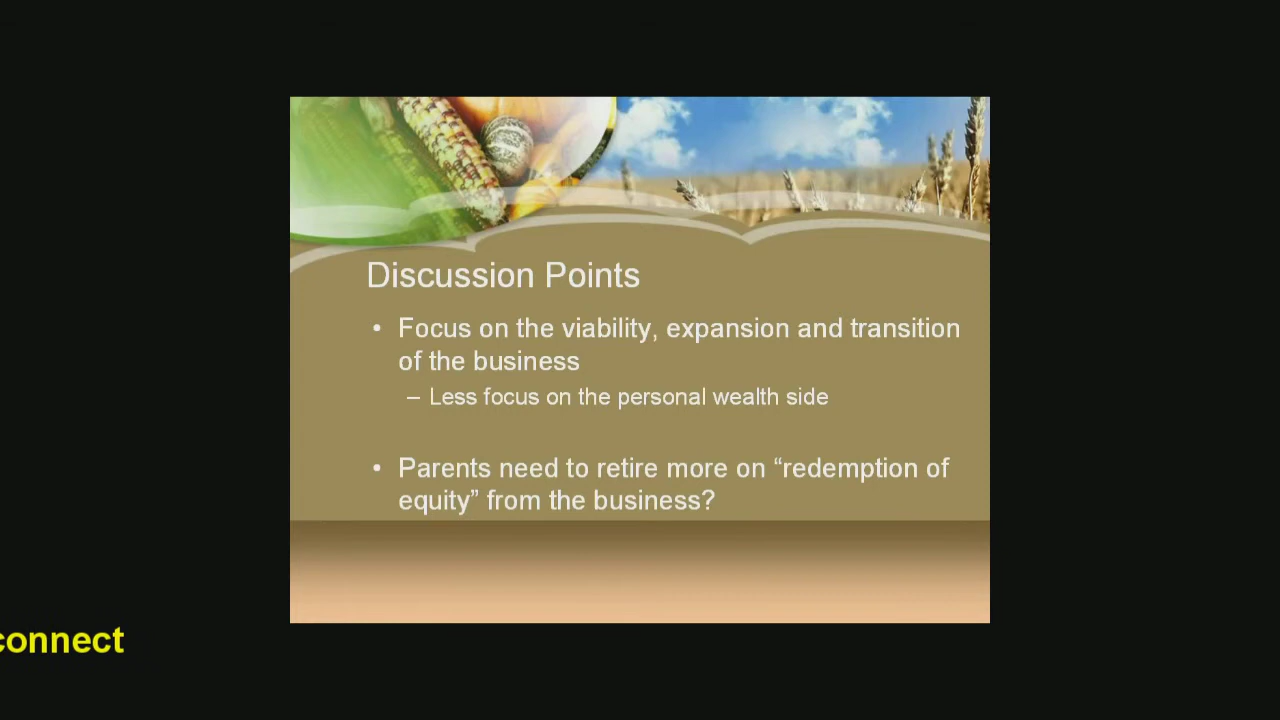 Discussion Points
• Focus on the viability, expansion and transition
of the business
– Less focus on the personal wealth side
• Parents need to retire more on “redemption of
equity” from the business?
connect